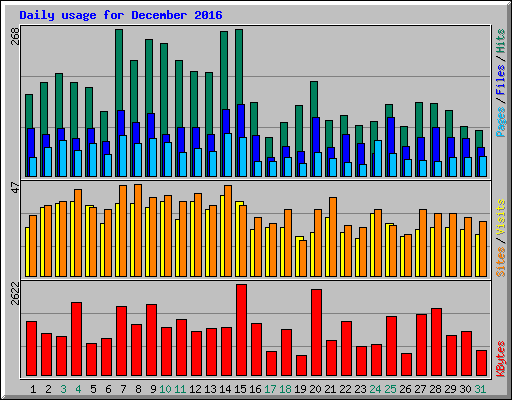 Daily usage for December 2016
268
Pages / Files / Hits
47
Sites / Visits
2622
KBytes
1 2 3 4 5 6 7 8 9 10 11 12 13 14 15 16 17 18 19 20 21 22 23 24 25 26 27 28 29 30 31